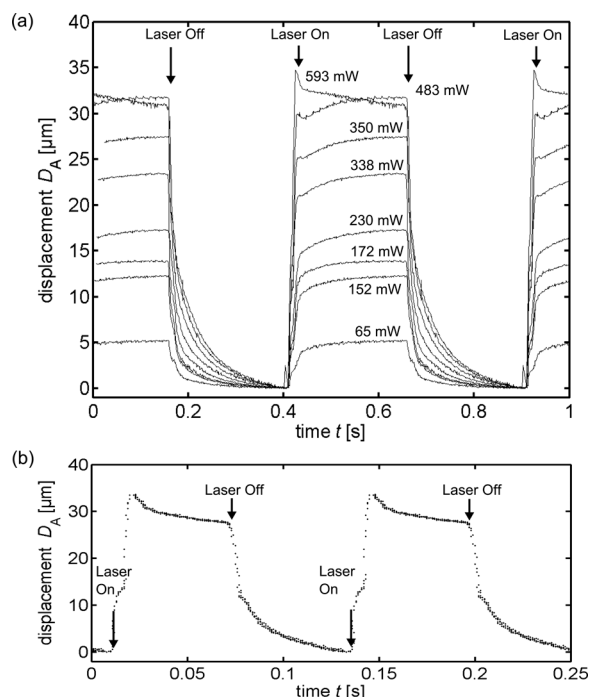 (a)
Laser Off
Laser On
Laser Off
Laser On
40
35
30
25
20
15
10
5
0
displacement D_A [µm]
593 mW
483 mW
350 mW
338 mW
230 mW
172 mW
152 mW
65 mW
0
0.2
0.4
0.6
0.8
1
time t [s]
(b)
40
30
20
10
0
displacement D_A [µm]
Laser Off
Laser Off
Laser
On
Laser
On
0
0.05
0.1
0.15
0.2
0.25
time t [s]